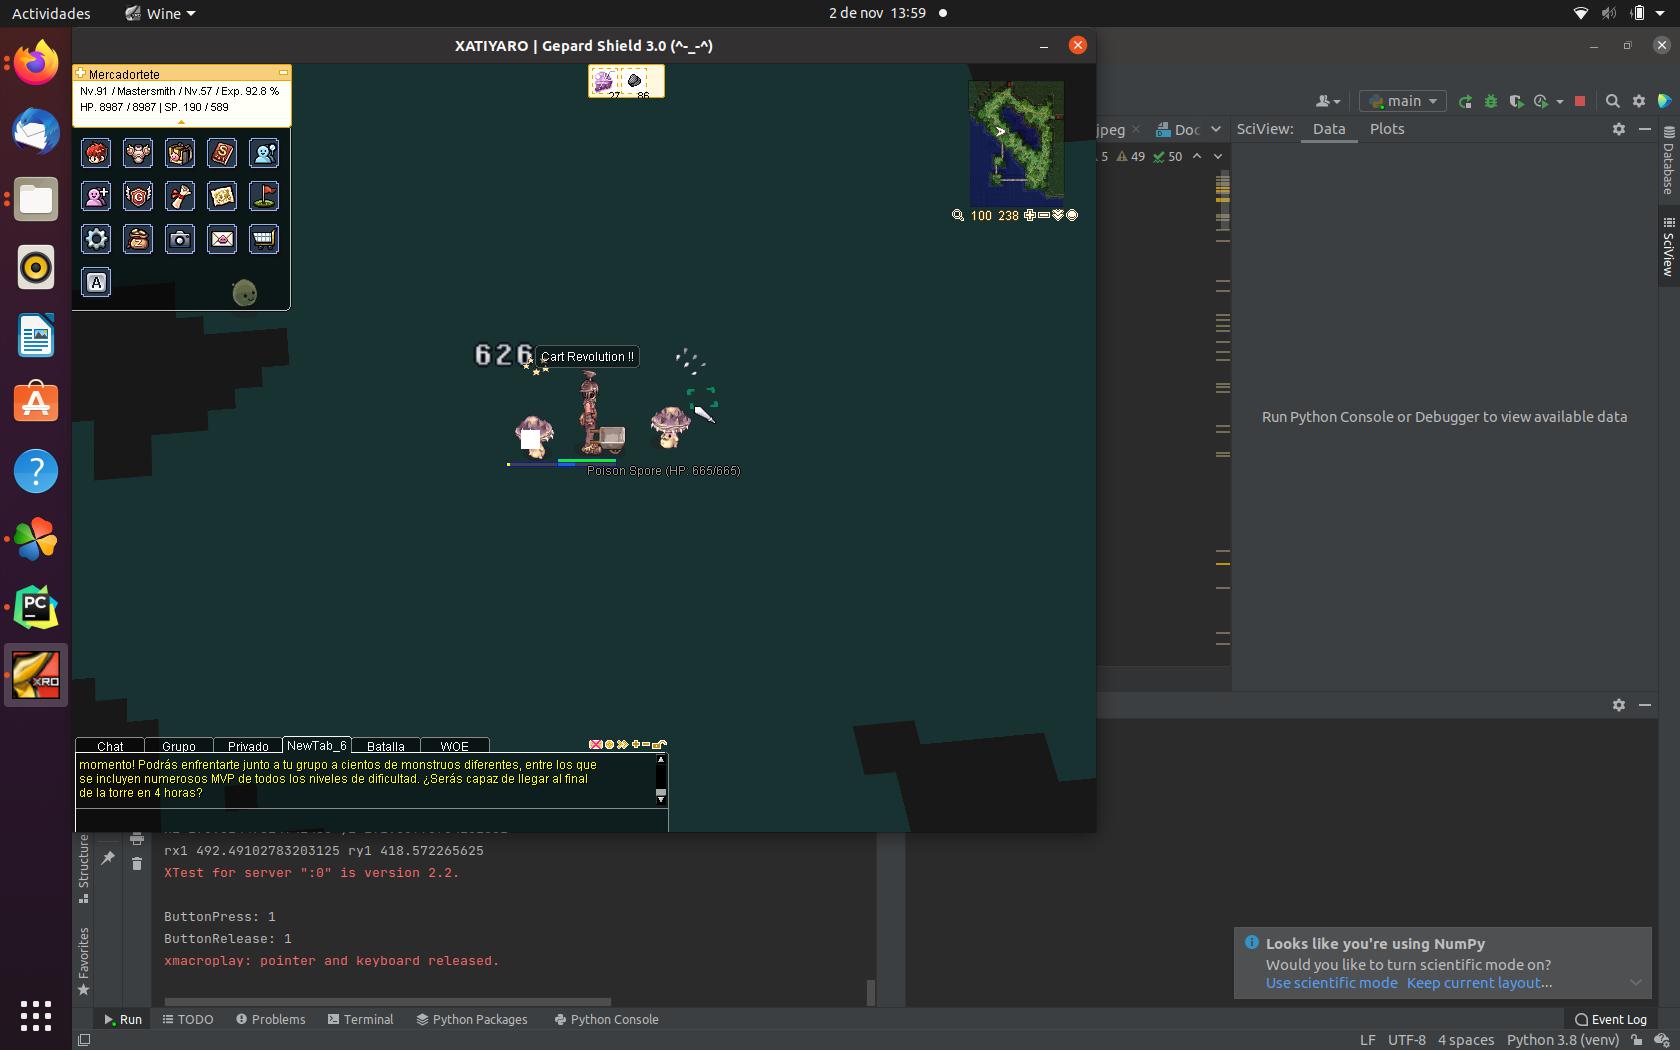 Actividades
Wine
2 de nov 13:59
XATIYARO | Gepard Shield 3.0 (^-_-^)
Mercadortete
Nv.91 / Mastersmith / Nv.57 / Exp. 92.8 %
HP. 8987 / 8987 | SP. 190 / 589
27
86
100 238
A
626
Cart Revolution !!
Poison Spore (HP: 665/665)
main
jpeg
Doc
SciView:
Data
Plots
5
49
50
Database
SciView
Run Python Console or Debugger to view available data
PC
XRO
Chat
Grupo
Privado
NewTab_6
Batalla
WOE
momento! Podrás enfrentarte junto a tu grupo a cientos de monstruos diferentes, entre los que
se incluyen numerosos MVP de todos los niveles de dificultad. ¿Serás capaz de llegar al final
de la torre en 4 horas?
Structure
Favorites
rx1 492.49102783203125 ry1 418.572265625
XTest for server ":0" is version 2.2.
ButtonPress: 1
ButtonRelease: 1
xmacroplay: pointer and keyboard released.
Looks like you're using NumPy
Would you like to turn scientific mode on?
Use scientific mode Keep current layout...
Run
TODO
Problems
Terminal
Python Packages
Python Console
Event Log
LF
UTF-8
4 spaces
Python 3.8 (venv)